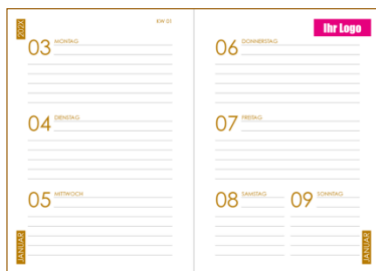 202X
KW 01
03 MONTAG
04 DIENSTAG
05 MITTWOCH
JANUAR
Ihr Logo
06 DONNERSTAG
07 FREITAG
08 SAMSTAG
09 SONNTAG
JANUAR